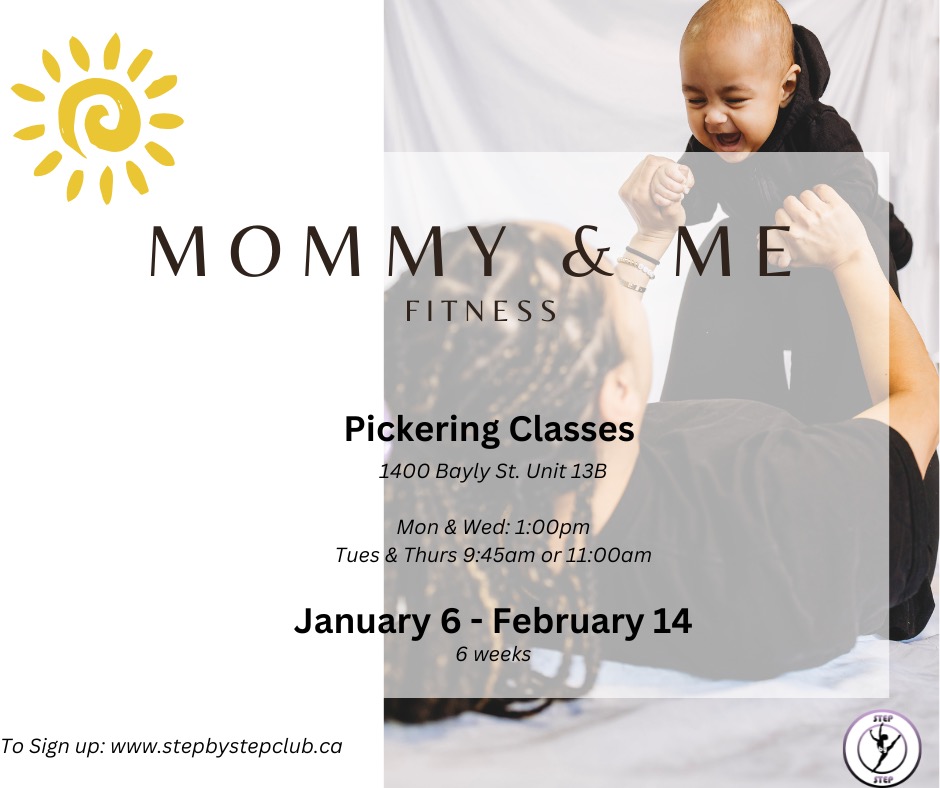 MOMMY & ME
FITNESS
Pickering Classes
1400 Bayly St. Unit 13B
Mon & Wed: 1:00pm
Tues & Thurs 9:45am or 11:00am
January 6 - February 14
6 weeks
To Sign up: www.stepbystepclub.ca
STEP
STEP